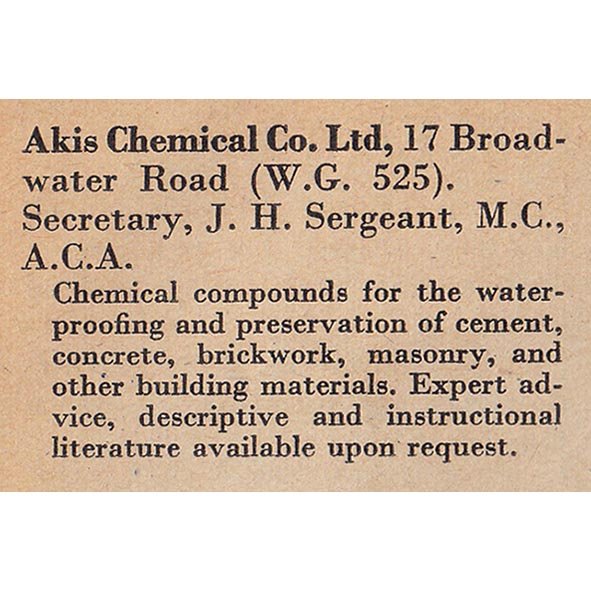 Akis Chemical Co. Ltd, 17 Broad-
water Road (W.G. 525).
Secretary, J. H. Sergeant, M.C.,
A.C.A.
Chemical compounds for the water-
proofing and preservation of cement,
concrete, brickwork, masonry, and
other building materials. Expert ad-
vice, descriptive and instructional
literature available upon request.